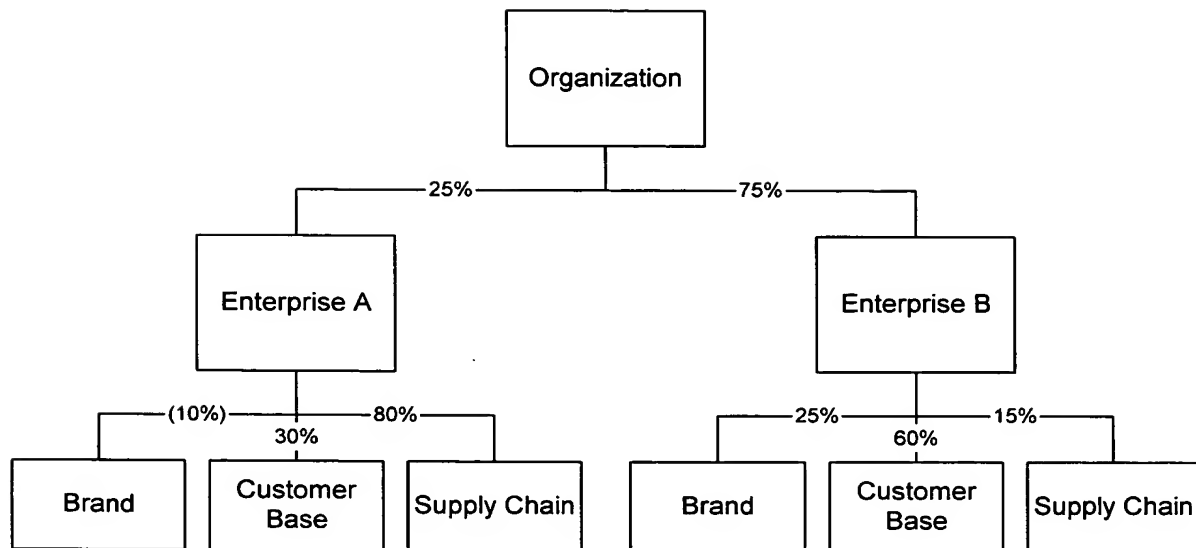 Organization
25%
75%
Enterprise A
Enterprise B
(10%)
80%
25%
15%
30%
60%
Brand
Customer
Base
Supply Chain
Brand
Customer
Base
Supply Chain